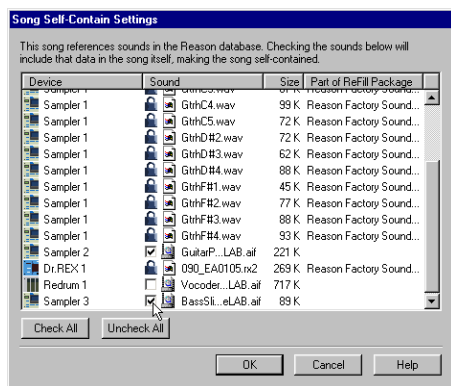 Song Self-Contain Settings
This song references sounds in the Reason database. Checking the sounds below will
include that data in the song itself, making the song self-contained.
Device Sound Size Part of ReFill Package
Sampler 1 GtrhC4.wav 99 K Reason Factory Sound...
Sampler 1 GtrhC5.wav 72 K Reason Factory Sound...
Sampler 1 GtrhD#2.wav 72 K Reason Factory Sound...
Sampler 1 GtrhD#3.wav 62 K Reason Factory Sound...
Sampler 1 GtrhD#4.wav 88 K Reason Factory Sound...
Sampler 1 GtrhF#1.wav 45 K Reason Factory Sound...
Sampler 1 GtrhF#2.wav 77 K Reason Factory Sound...
Sampler 1 GtrhF#3.wav 88 K Reason Factory Sound...
Sampler 1 GtrhF#4.wav 93 K Reason Factory Sound...
Sampler 2 GuitarP...LAB.aif 221 K
Dr.REX 1 090_EA0105.rx2 269 K Reason Factory Sound...
Redrum 1 Vocoder...LAB.aif 717 K
Sampler 3 BassSli...eLAB.aif 89 K
Check All Uncheck All
OK Cancel Help